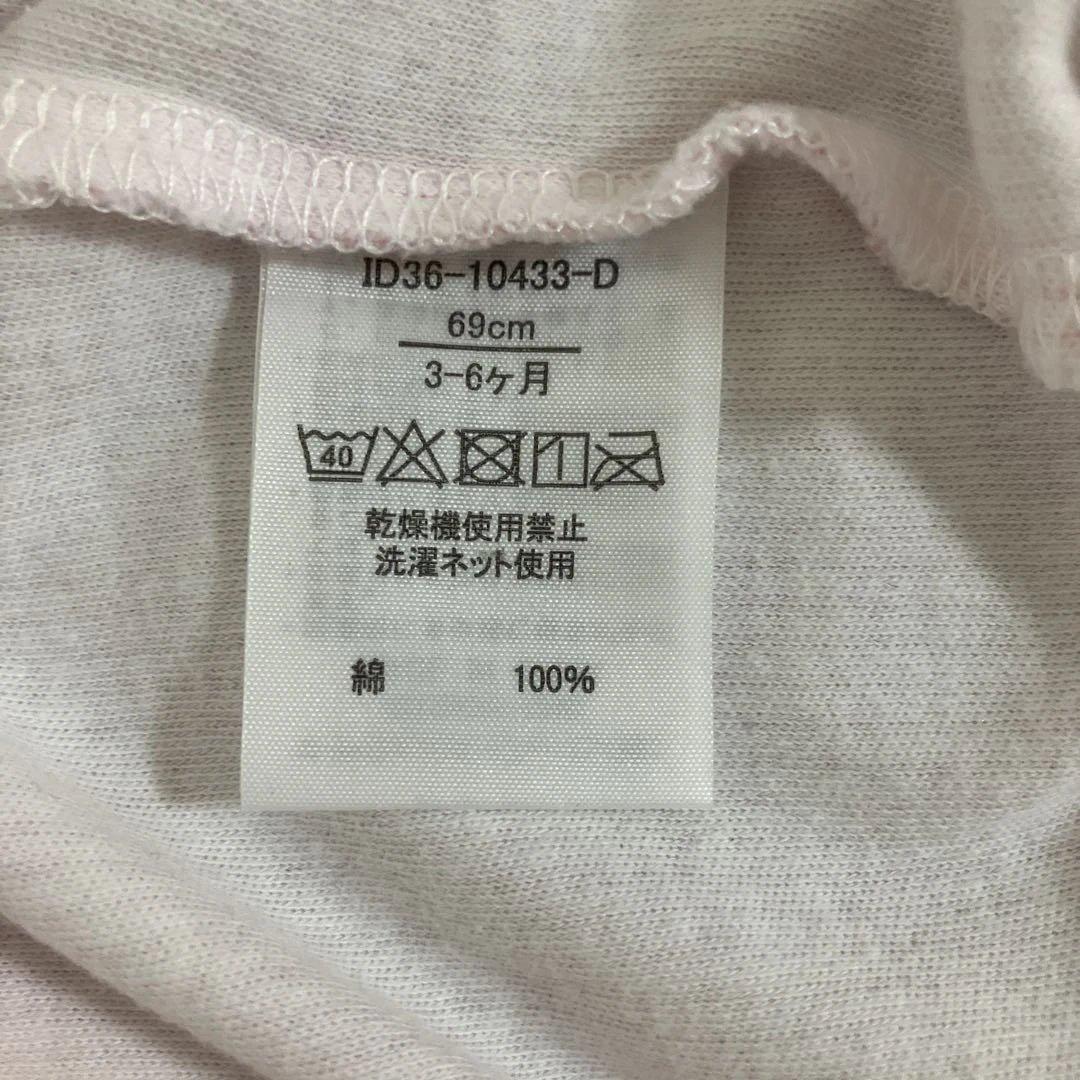 ID36-10433-D
69cm
3-6ヶ月
40
乾燥機使用禁止
洗濯ネット使用
綿 100%